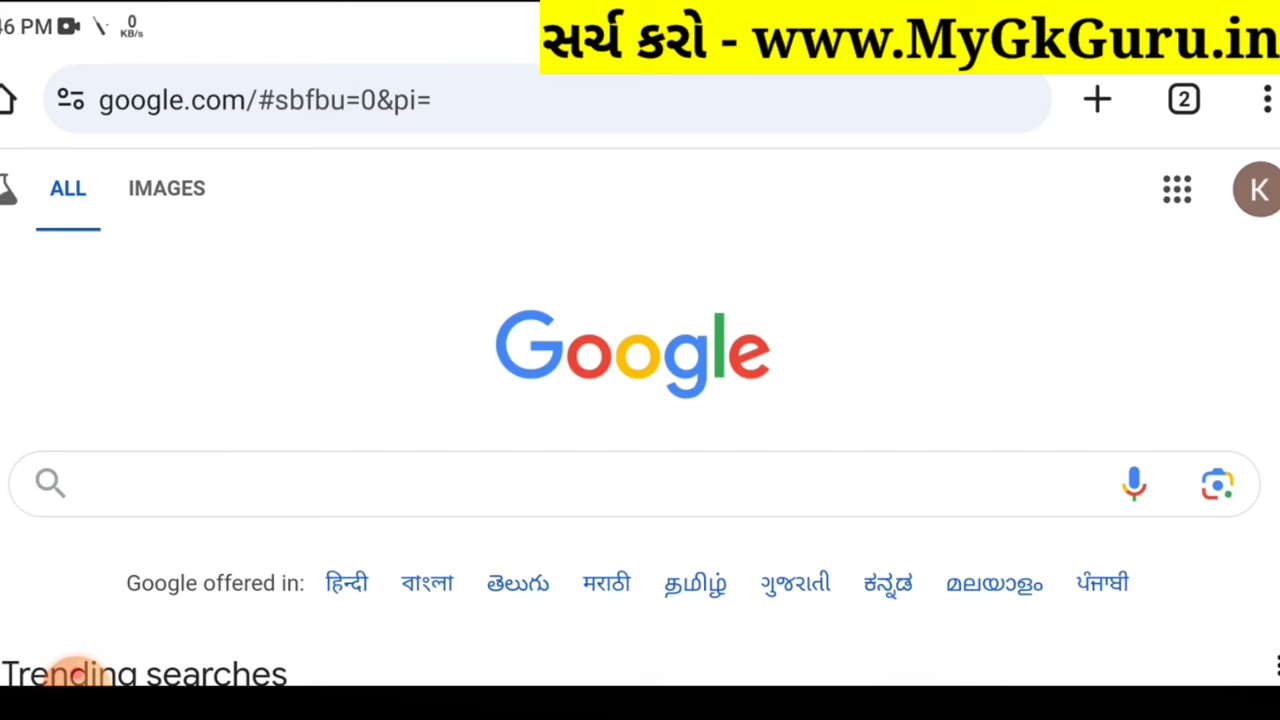 46 PM 0 KB/s
સર્ચ કરો - www.MyGkGuru.in
google.com/#sbfbu=0&pi=
2
ALL IMAGES
K
Google
Google offered in: हिन्दी বাংলা తెలుగు मराठी தமிழ் ગુજરાતી ಕನ್ನಡ മലയാളം ਪੰਜਾਬੀ
Trending searches